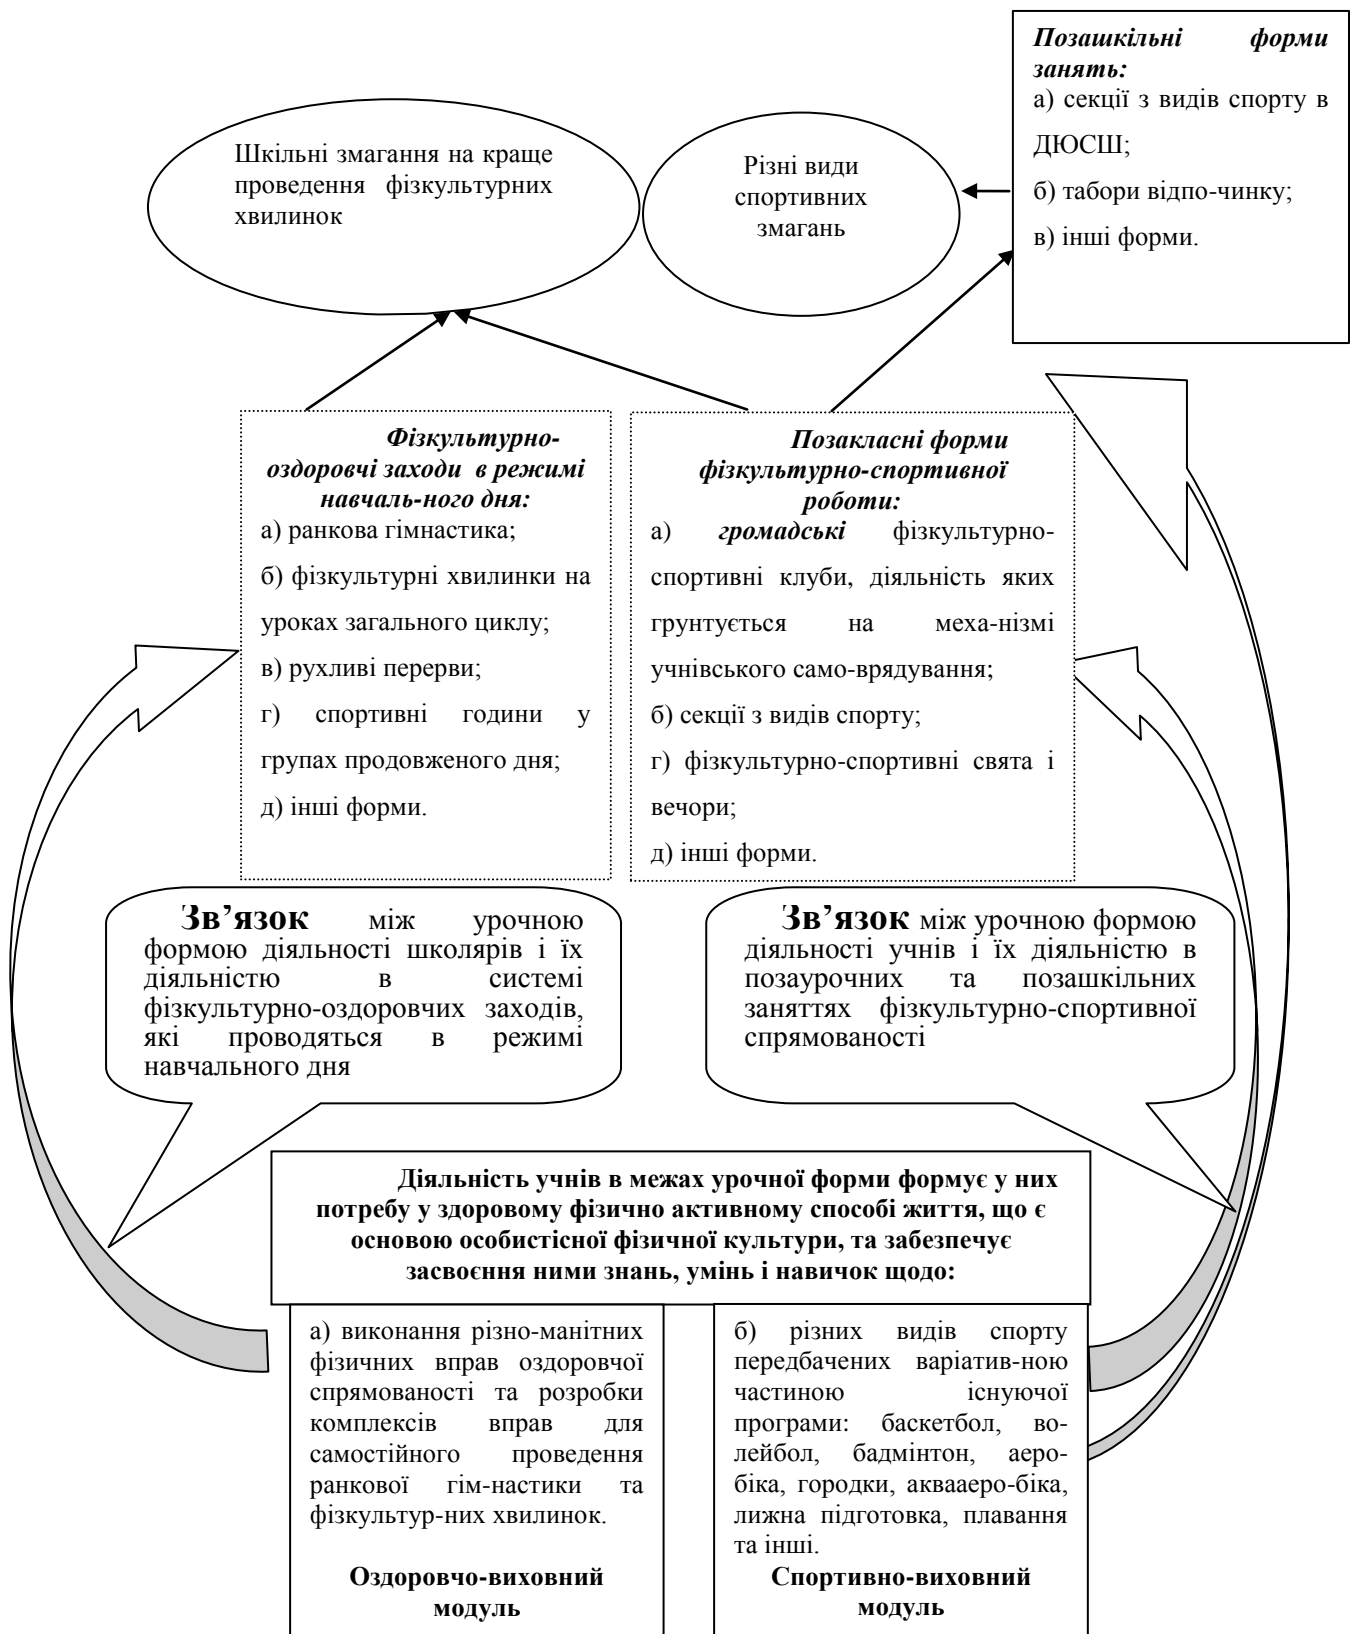 Позашкільні форми
занять:
а) секції з видів спорту в
ДЮСШ;
б) табори відпо-чинку;
в) інші форми.
Шкільні змагання на краще
проведення фізкультурних
хвилинок
Різні види
спортивних
змагань
Фізкультурно-
оздоровчі заходи в режимі
навчаль-ного дня:
а) ранкова гімнастика;
б) фізкультурні хвилинки на
уроках загального циклу;
в) рухливі перерви;
г) спортивні години у
групах продовженого дня;
д) інші форми.
Позакласні форми
фізкультурно-спортивної
роботи:
а) громадські фізкультурно-
спортивні клуби, діяльність яких
грунтується на меха-нізмі
учнівського само-врядування;
б) секції з видів спорту;
г) фізкультурно-спортивні свята і
вечори;
д) інші форми.
Зв’язок між урочною
формою діяльності школярів і їх
діяльністю в системі
фізкультурно-оздоровчих заходів,
які проводяться в режимі
навчального дня
Зв’язок між урочною формою
діяльності учнів і їх діяльністю в
позаурочних та позашкільних
заняттях фізкультурно-спортивної
спрямованості
Діяльність учнів в межах урочної форми формує у них
потребу у здоровому фізично активному способі життя, що є
основою особистісної фізичної культури, та забезпечує
засвоєння ними знань, умінь і навичок щодо:
а) виконання різно-манітних
фізичних вправ оздоровчої
спрямованості та розробки
комплексів вправ для
самостійного проведення
ранкової гім-настики та
фізкультур-них хвилинок.
Оздоровчо-виховний
модуль
б) різних видів спорту
передбачених варіатив-ною
частиною існуючої
програми: баскетбол, во-
лейбол, бадмінтон, аеро-
біка, городки, аквааеро-біка,
лижна підготовка, плавання
та інші.
Спортивно-виховний
модуль